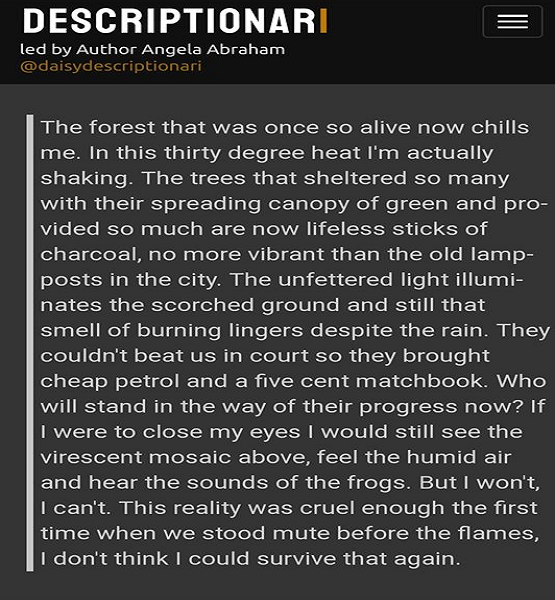 DESCRIPTIONARI
led by Author Angela Abraham
@daisydescriptionari
The forest that was once so alive now chills
me. In this thirty degree heat I'm actually
shaking. The trees that sheltered so many
with their spreading canopy of green and pro-
vided so much are now lifeless sticks of
charcoal, no more vibrant than the old lamp-
posts in the city. The unfettered light illumi-
nates the scorched ground and still that
smell of burning lingers despite the rain. They
couldn't beat us in court so they brought
cheap petrol and a five cent matchbook. Who
will stand in the way of their progress now? If
I were to close my eyes I would still see the
virescent mosaic above, feel the humid air
and hear the sounds of the frogs. But I won't,
I can't. This reality was cruel enough the first
time when we stood mute before the flames,
I don't think I could survive that again.